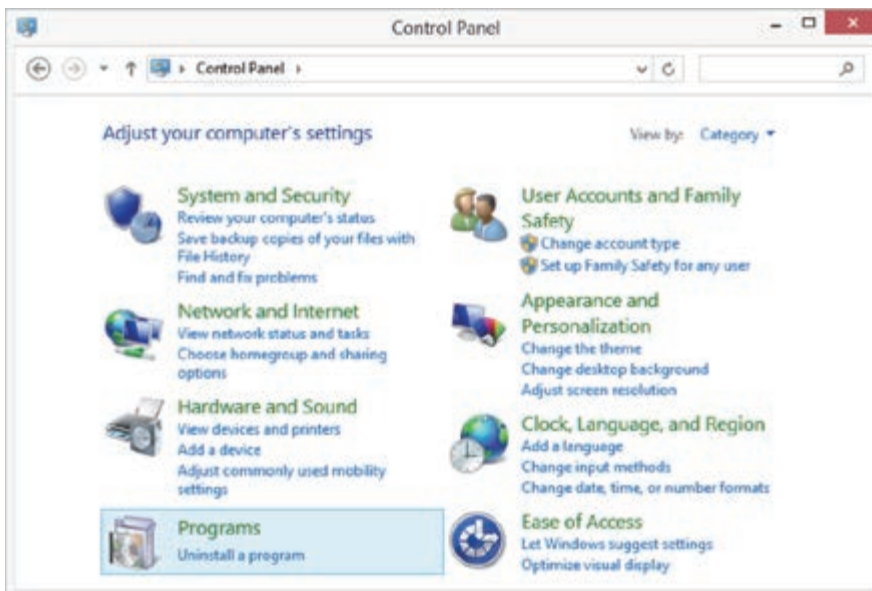 Control Panel
Control Panel
Adjust your computer's settings
View by: Category
System and Security
Review your computer's status
Save backup copies of your files with
File History
Find and fix problems
Network and Internet
View network status and tasks
Choose homegroup and sharing
options
Hardware and Sound
View devices and printers
Add a device
Adjust commonly used mobility
settings
Programs
Uninstall a program
User Accounts and Family
Safety
Change account type
Set up Family Safety for any user
Appearance and
Personalization
Change the theme
Change desktop background
Adjust screen resolution
Clock, Language, and Region
Add a language
Change input methods
Change date, time, or number formats
Ease of Access
Let Windows suggest settings
Optimize visual display